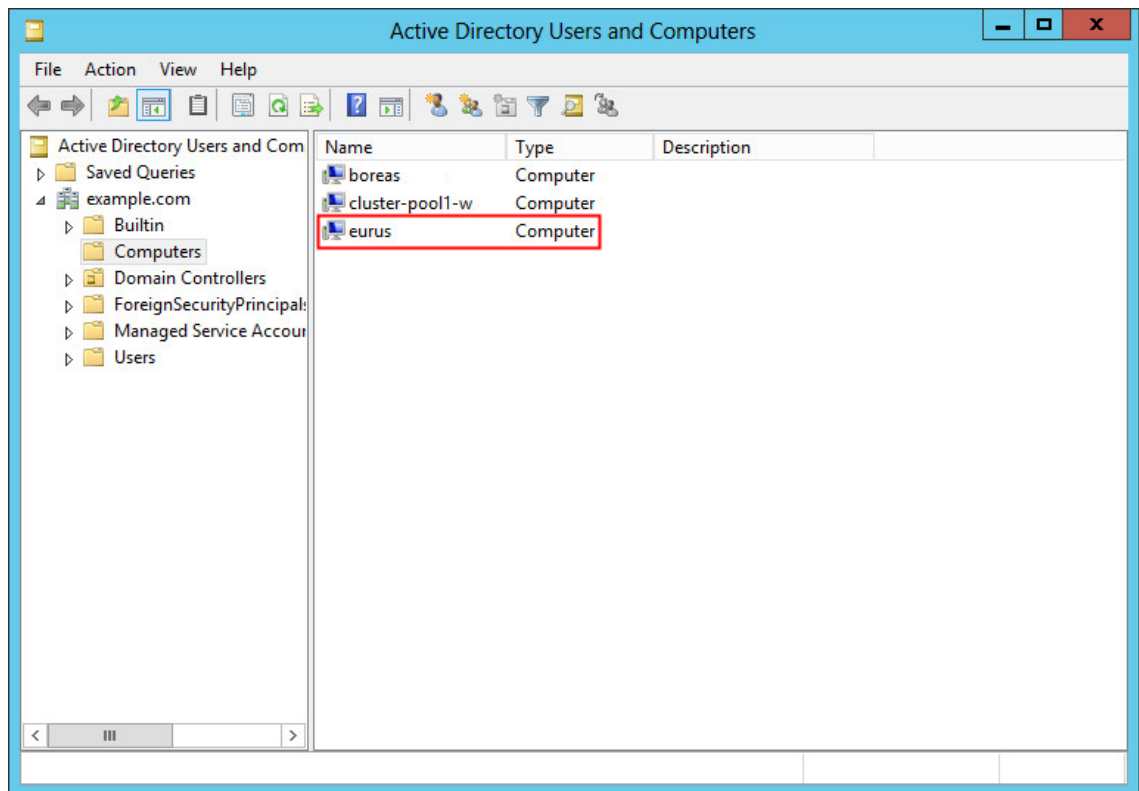 Active Directory Users and Computers
File Action View Help
Active Directory Users and Com
Saved Queries
example.com
Builtin
Computers
Domain Controllers
ForeignSecurityPrincipals
Managed Service Accour
Users
Name Type Description
boreas Computer
cluster-pool1-w Computer
eurus Computer